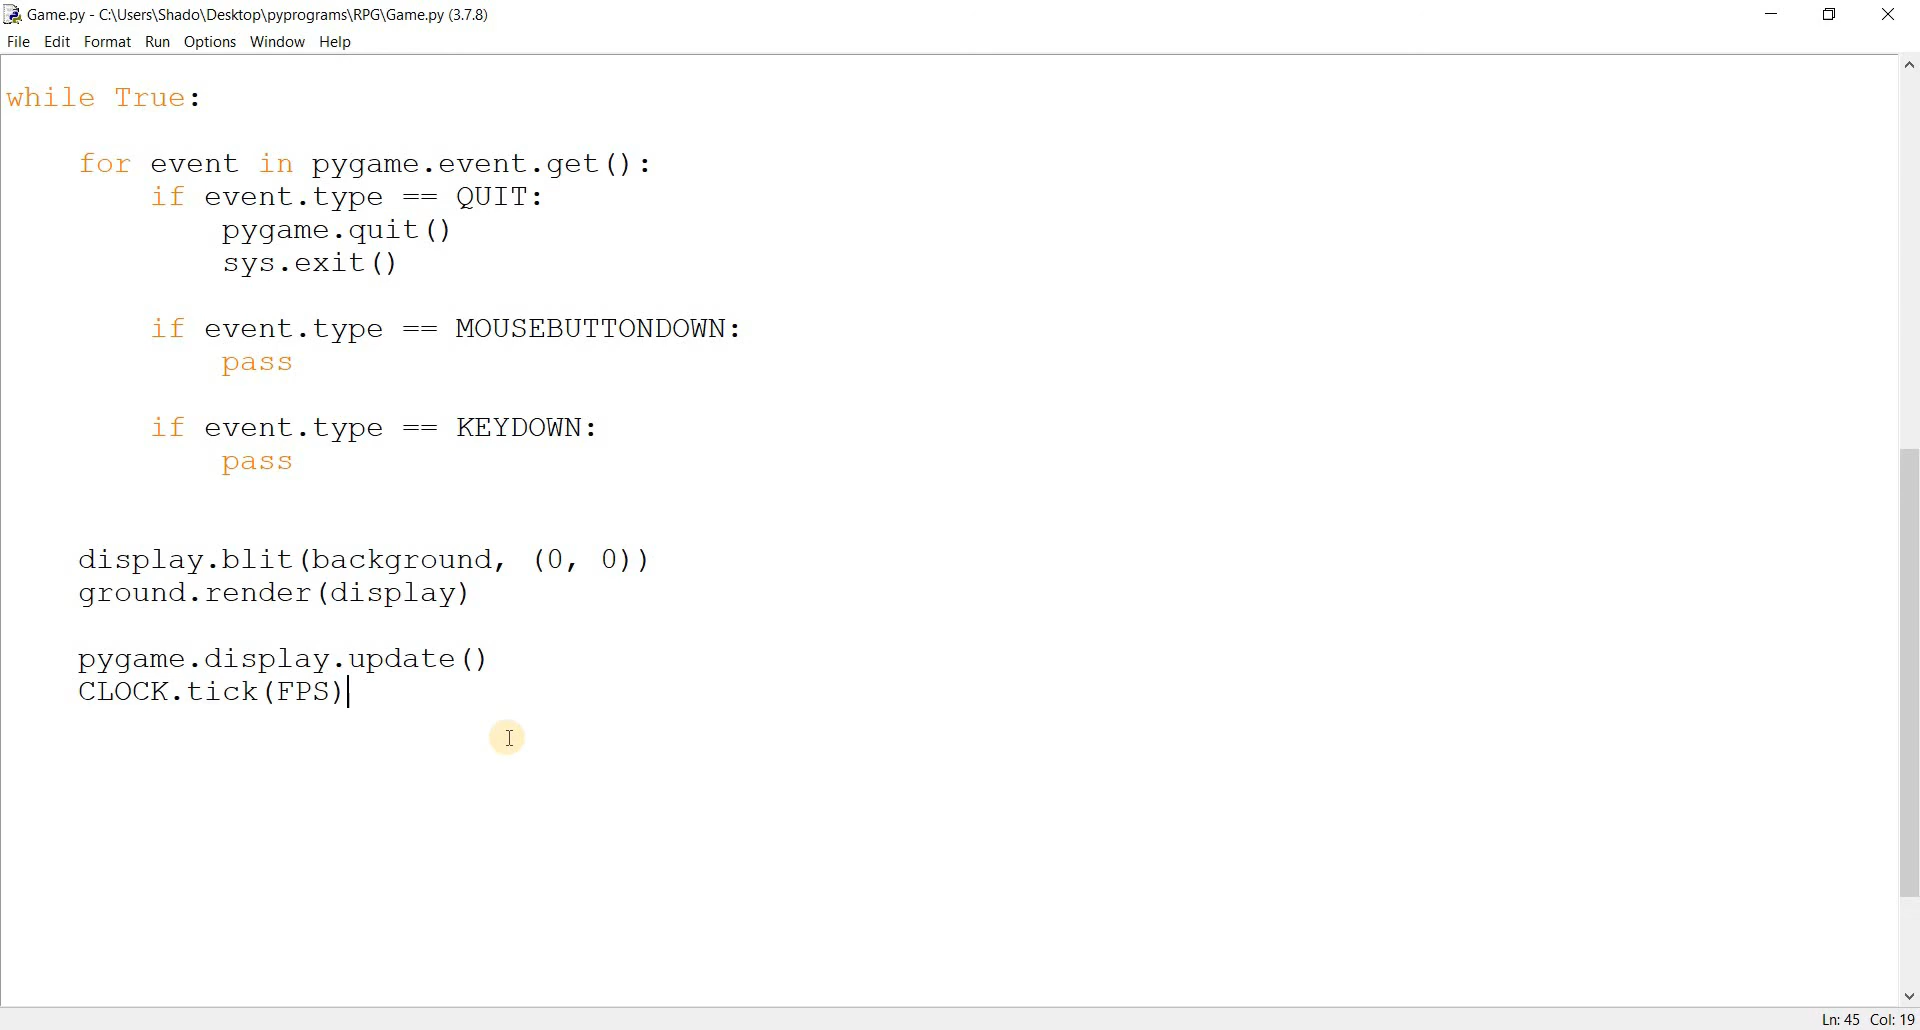 Game.py - C:\Users\Shado\Desktop\pyprograms\RPG\Game.py (3.7.8)
File Edit Format Run Options Window Help
while True:
    for event in pygame.event.get():
        if event.type == QUIT:
            pygame.quit()
            sys.exit()
        if event.type == MOUSEBUTTONDOWN:
            pass
        if event.type == KEYDOWN:
            pass
    display.blit(background, (0, 0))
    ground.render(display)
    pygame.display.update()
    CLOCK.tick(FPS)
Ln: 45 Col: 19